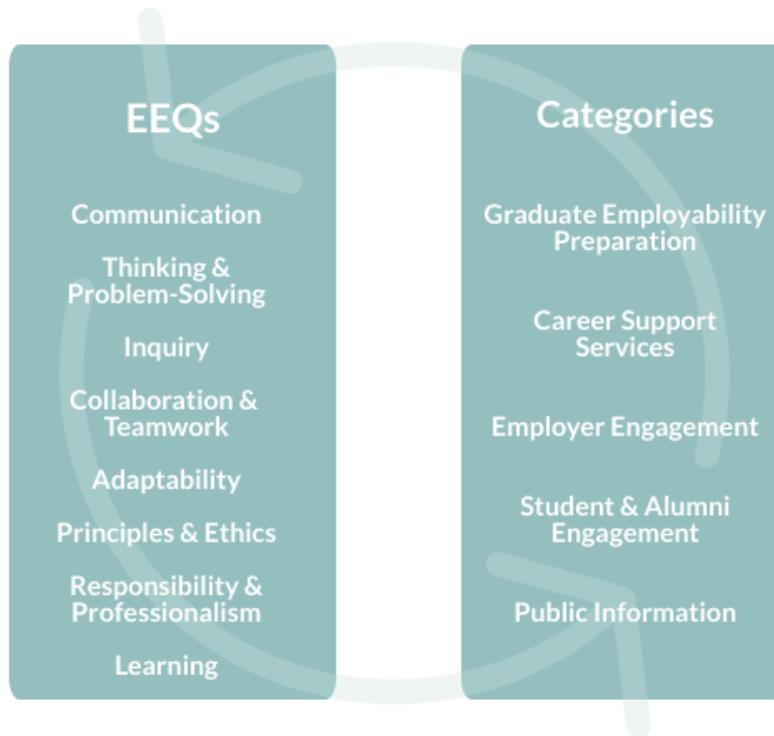 EEQs
Communication
Thinking &
Problem-Solving
Inquiry
Collaboration &
Teamwork
Adaptability
Principles & Ethics
Responsibility &
Professionalism
Learning
Categories
Graduate Employability
Preparation
Career Support
Services
Employer Engagement
Student & Alumni
Engagement
Public Information